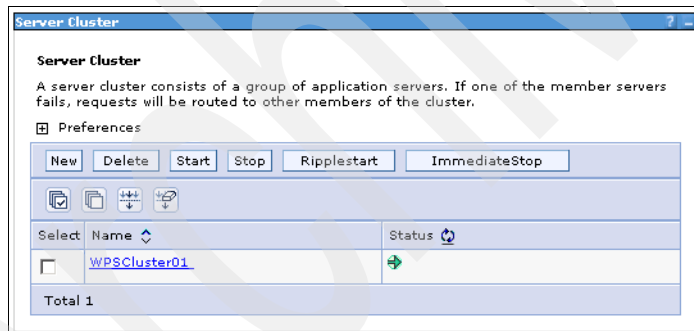 Server Cluster ? _
Server Cluster
A server cluster consists of a group of application servers. If one of the member servers
fails, requests will be routed to other members of the cluster.
Preferences
New Delete Start Stop Ripplestart ImmediateStop
Select Name Status
WPSCluster01
Total 1